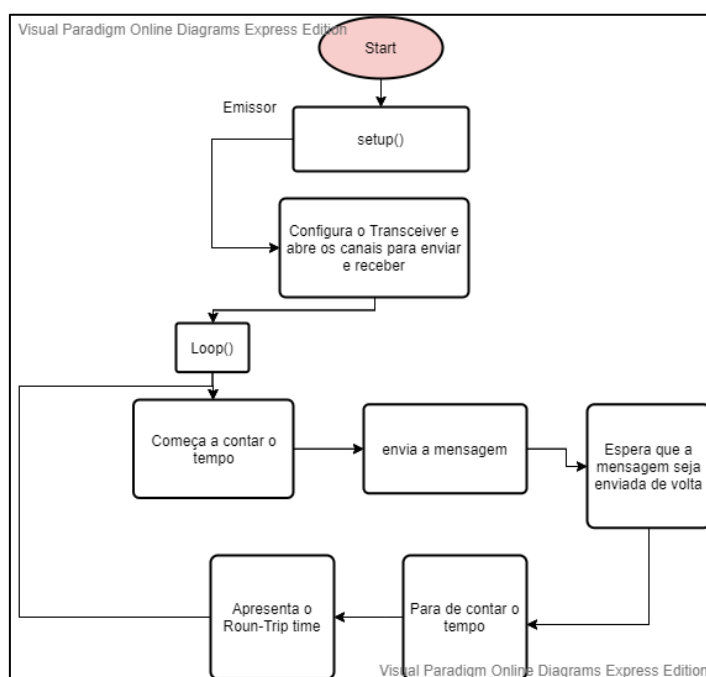 Visual Paradigm Online Diagrams Express Edition
Start
Emissor
setup()
Configura o Transceiver e
abre os canais para enviar
e receber
Loop()
Começa a contar o
tempo
envia a mensagem
Espera que a
mensagem seja
enviada de volta
Apresenta o
Roun-Trip time
Para de contar o
tempo
Visual Paradigm Online Diagrams Express Edition